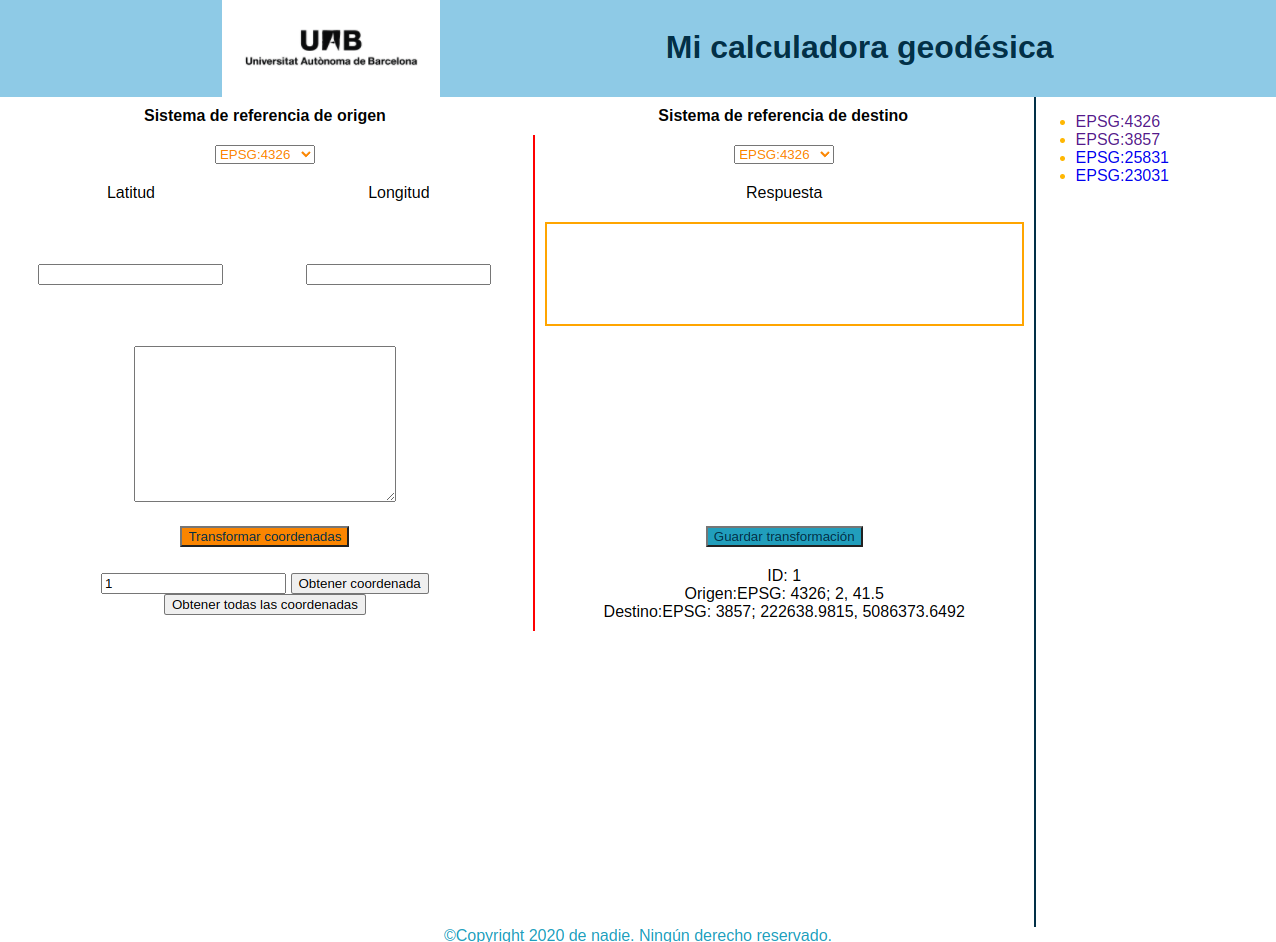 UAB
Universitat Autònoma de Barcelona
Mi calculadora geodésica
Sistema de referencia de origen
EPSG:4326
Latitud
Longitud
Transformar coordenadas
1
Obtener coordenada
Obtener todas las coordenadas
Sistema de referencia de destino
EPSG:4326
Respuesta
Guardar transformación
ID: 1
Origen:EPSG: 4326; 2, 41.5
Destino:EPSG: 3857; 222638.9815, 5086373.6492
EPSG:4326
EPSG:3857
EPSG:25831
EPSG:23031
©Copyright 2020 de nadie. Ningún derecho reservado.